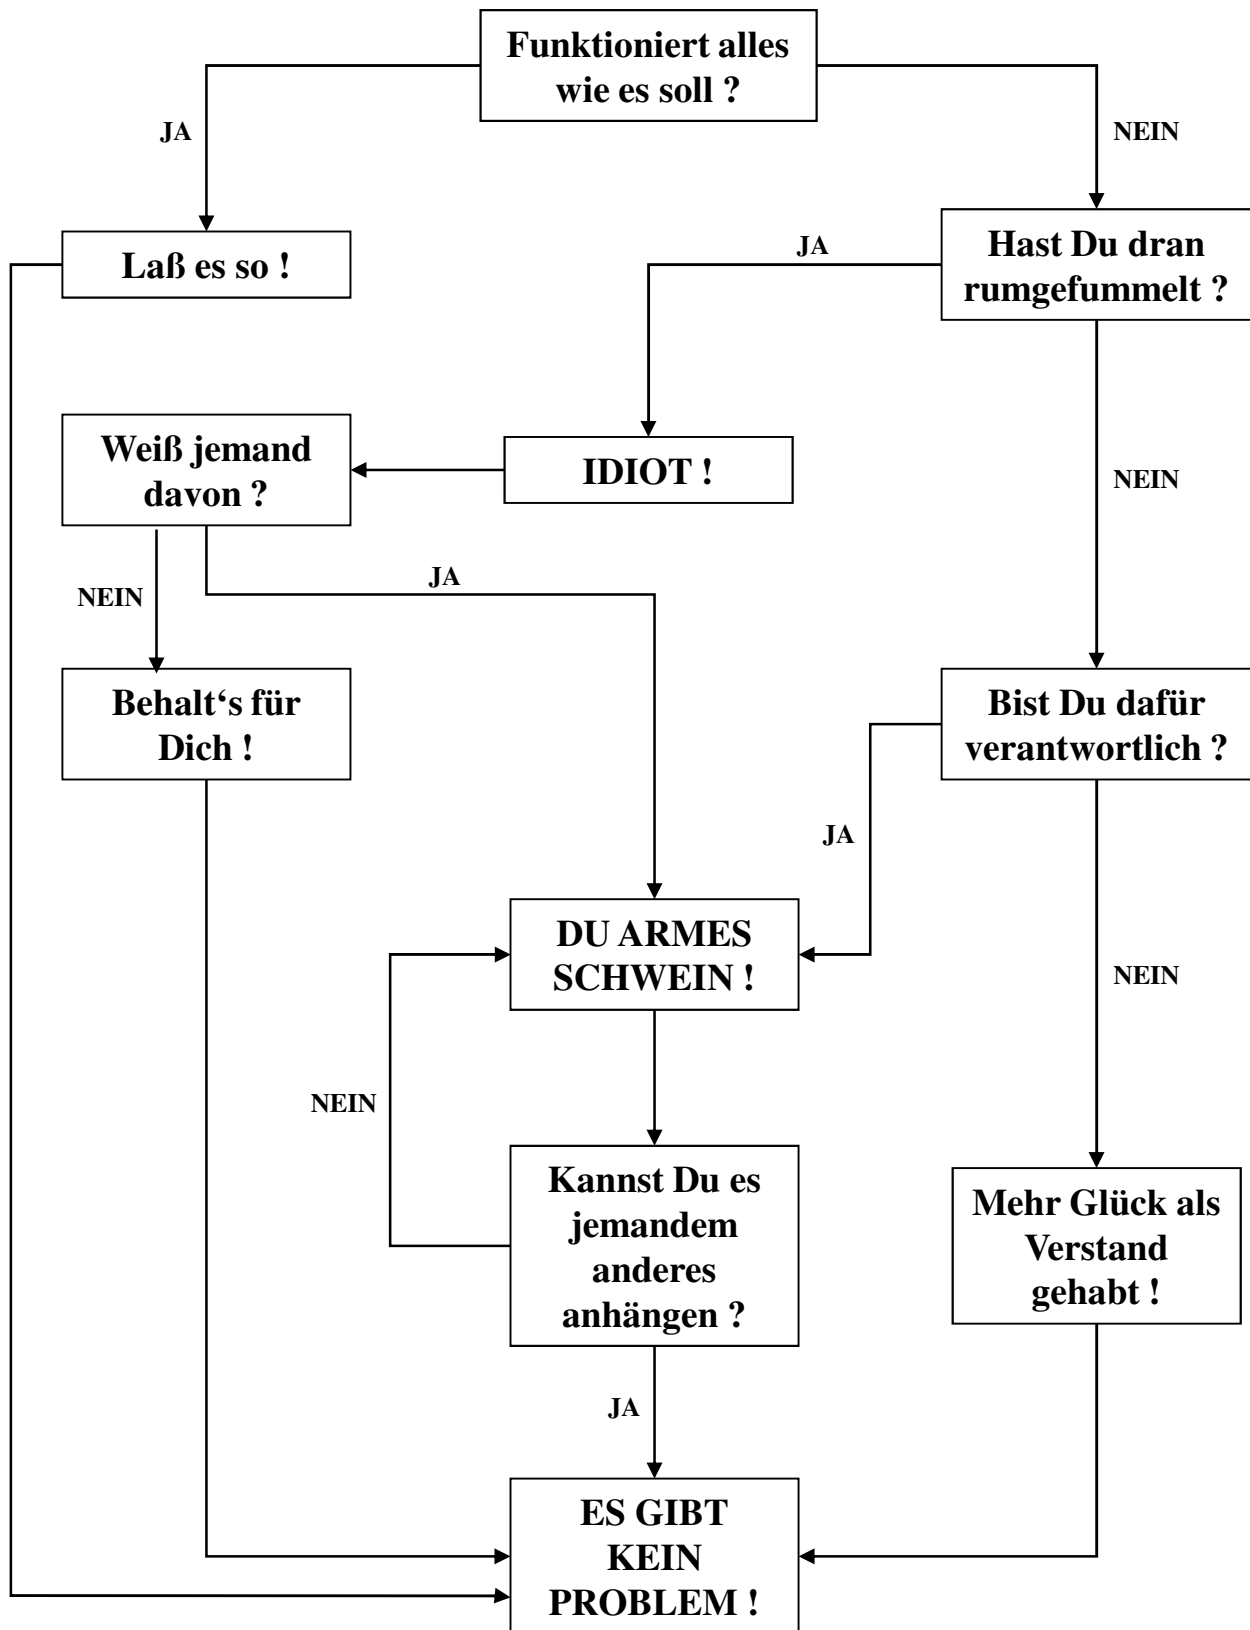 Funktioniert alles
wie es soll ?
JA
NEIN
Laß es so !
JA
Hast Du dran
rumgefummelt ?
Weiß jemand
davon ?
IDIOT !
NEIN
NEIN
JA
Behalt‘s für
Dich !
Bist Du dafür
verantwortlich ?
JA
DU ARMES
SCHWEIN !
NEIN
NEIN
Kannst Du es
jemandem
anderes
anhängen ?
Mehr Glück als
Verstand
gehabt !
JA
ES GIBT
KEIN
PROBLEM !